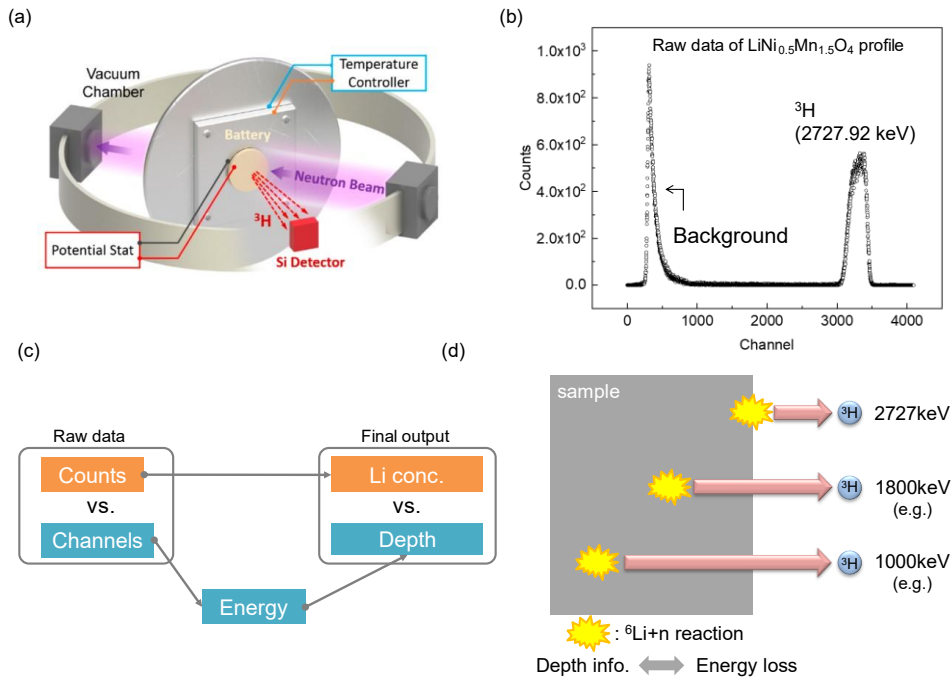 (a)
Vacuum
Chamber
Temperature
Controller
Battery
Neutron Beam
³H
Potential Stat
Si Detector
(b)
Raw data of LiNi₀.₅Mn₁.₅O₄ profile
³H
(2727.92 keV)
Background
Counts
1.0x10³
8.0x10²
6.0x10²
4.0x10²
2.0x10²
0.0
0
1000
2000
3000
4000
Channel
(c)
Raw data
Counts
vs.
Channels
Final output
Li conc.
vs.
Depth
Energy
(d)
sample
³H
2727keV
³H
1800keV
(e.g.)
³H
1000keV
(e.g.)
: ⁶Li+n reaction
Depth info.
Energy loss